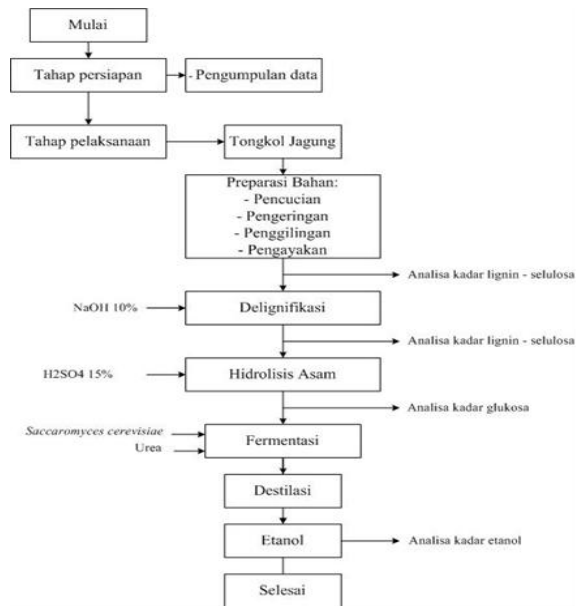 Mulai
Tahap persiapan
- Pengumpulan data
Tahap pelaksanaan
Tongkol Jagung
Preparasi Bahan:
- Pencucian
- Pengeringan
- Penggilingan
- Pengayakan
Analisa kadar lignin - selulosa
NaOH 10%
Delignifikasi
Analisa kadar lignin - selulosa
H2SO4 15%
Hidrolisis Asam
Analisa kadar glukosa
Saccaromyces cerevisiae
Urea
Fermentasi
Destilasi
Etanol
Analisa kadar etanol
Selesai